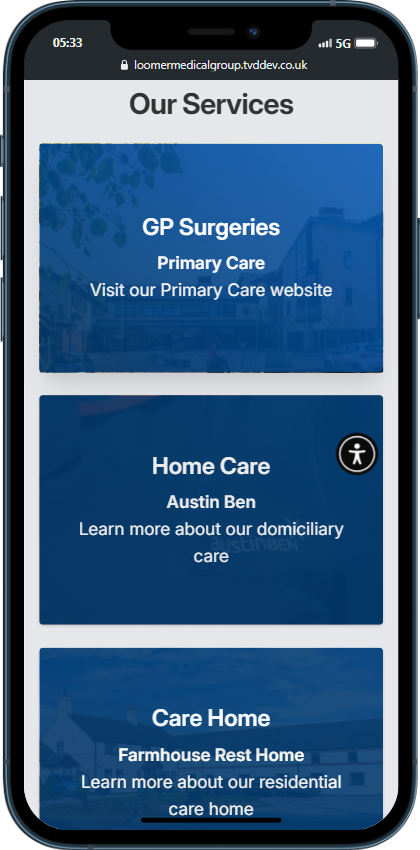 05:33
5G
loomermedicalgroup.tvddev.co.uk
Our Services
GP Surgeries
Primary Care
Visit our Primary Care website
Home Care
Austin Ben
Learn more about our domiciliary
care
austinBEN
Care Home
Farmhouse Rest Home
Learn more about our residential
care home